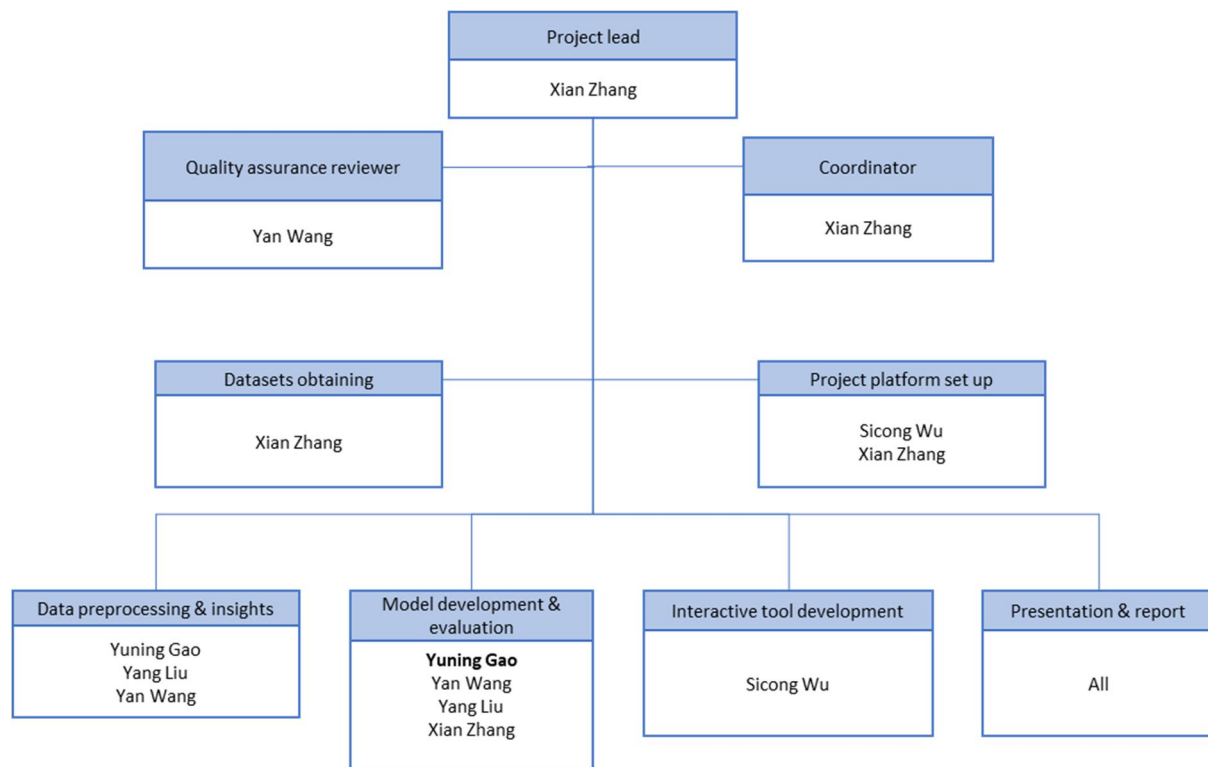 Project lead
Xian Zhang
Quality assurance reviewer
Yan Wang
Coordinator
Xian Zhang
Datasets obtaining
Xian Zhang
Project platform set up
Sicong Wu
Xian Zhang
Data preprocessing & insights
Yuning Gao
Yang Liu
Yan Wang
Model development &
evaluation
Yuning Gao
Yan Wang
Yang Liu
Xian Zhang
Interactive tool development
Sicong Wu
Presentation & report
All